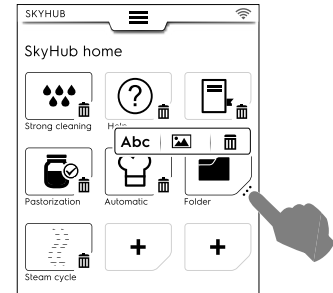 SKYHUB
SkyHub home
Strong cleaning
Help
Abc
Pastorization
Automatic
Folder
Steam cycle